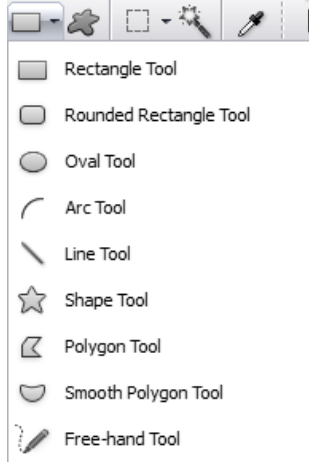 Rectangle Tool
Rounded Rectangle Tool
Oval Tool
Arc Tool
Line Tool
Shape Tool
Polygon Tool
Smooth Polygon Tool
Free-hand Tool